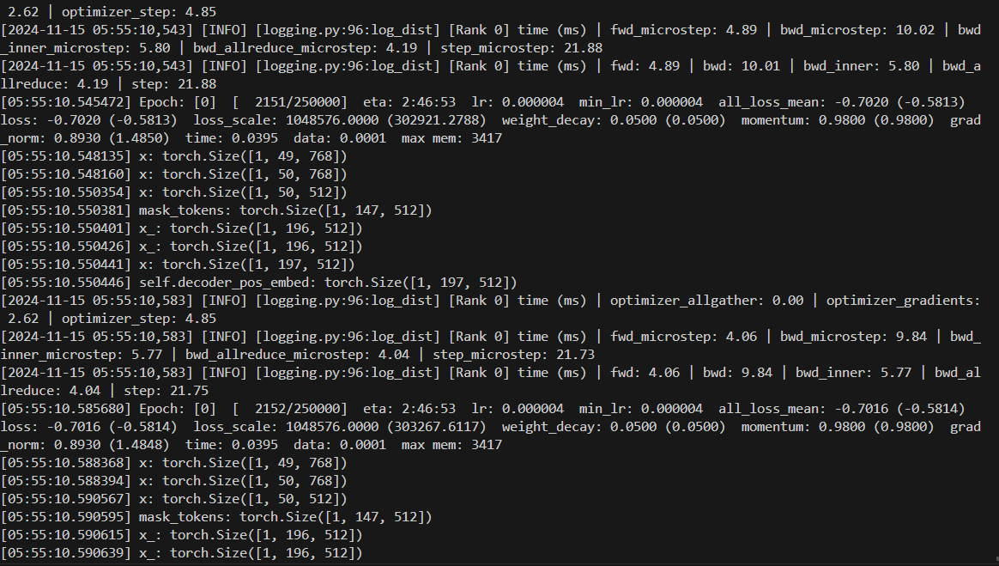 2.62 | optimizer_step: 4.85
[2024-11-15 05:55:10,543] [INFO] [logging.py:96:log_dist] [Rank 0] time (ms) | fwd_microstep: 4.89 | bwd_microstep: 10.02 | bwd
_inner_microstep: 5.80 | bwd_allreduce_microstep: 4.19 | step_microstep: 21.88
[2024-11-15 05:55:10,543] [INFO] [logging.py:96:log_dist] [Rank 0] time (ms) | fwd: 4.89 | bwd: 10.01 | bwd_inner: 5.80 | bwd_a
llreduce: 4.19 | step: 21.88
[05:55:10.545472] Epoch: [0]  [  2151/250000]  eta: 2:46:53  lr: 0.000004  min_lr: 0.000004  all_loss_mean: -0.7020 (-0.5813)
loss: -0.7020 (-0.5813)  loss_scale: 1048576.0000 (302921.2788)  weight_decay: 0.0500 (0.0500)  momentum: 0.9800 (0.9800)  grad
_norm: 0.8930 (1.4850)  time: 0.0395  data: 0.0001  max mem: 3417
[05:55:10.548135] x: torch.Size([1, 49, 768])
[05:55:10.548160] x: torch.Size([1, 50, 768])
[05:55:10.550354] x: torch.Size([1, 50, 512])
[05:55:10.550381] mask_tokens: torch.Size([1, 147, 512])
[05:55:10.550401] x_: torch.Size([1, 196, 512])
[05:55:10.550426] x_: torch.Size([1, 196, 512])
[05:55:10.550441] x: torch.Size([1, 197, 512])
[05:55:10.550446] self.decoder_pos_embed: torch.Size([1, 197, 512])
[2024-11-15 05:55:10,583] [INFO] [logging.py:96:log_dist] [Rank 0] time (ms) | optimizer_allgather: 0.00 | optimizer_gradients:
 2.62 | optimizer_step: 4.85
[2024-11-15 05:55:10,583] [INFO] [logging.py:96:log_dist] [Rank 0] time (ms) | fwd_microstep: 4.06 | bwd_microstep: 9.84 | bwd_
inner_microstep: 5.77 | bwd_allreduce_microstep: 4.04 | step_microstep: 21.73
[2024-11-15 05:55:10,583] [INFO] [logging.py:96:log_dist] [Rank 0] time (ms) | fwd: 4.06 | bwd: 9.84 | bwd_inner: 5.77 | bwd_al
lreduce: 4.04 | step: 21.75
[05:55:10.585680] Epoch: [0]  [  2152/250000]  eta: 2:46:53  lr: 0.000004  min_lr: 0.000004  all_loss_mean: -0.7016 (-0.5814)
loss: -0.7016 (-0.5814)  loss_scale: 1048576.0000 (303267.6117)  weight_decay: 0.0500 (0.0500)  momentum: 0.9800 (0.9800)  grad
_norm: 0.8930 (1.4848)  time: 0.0395  data: 0.0001  max mem: 3417
[05:55:10.588368] x: torch.Size([1, 49, 768])
[05:55:10.588394] x: torch.Size([1, 50, 768])
[05:55:10.590567] x: torch.Size([1, 50, 512])
[05:55:10.590595] mask_tokens: torch.Size([1, 147, 512])
[05:55:10.590615] x_: torch.Size([1, 196, 512])
[05:55:10.590639] x_: torch.Size([1, 196, 512])